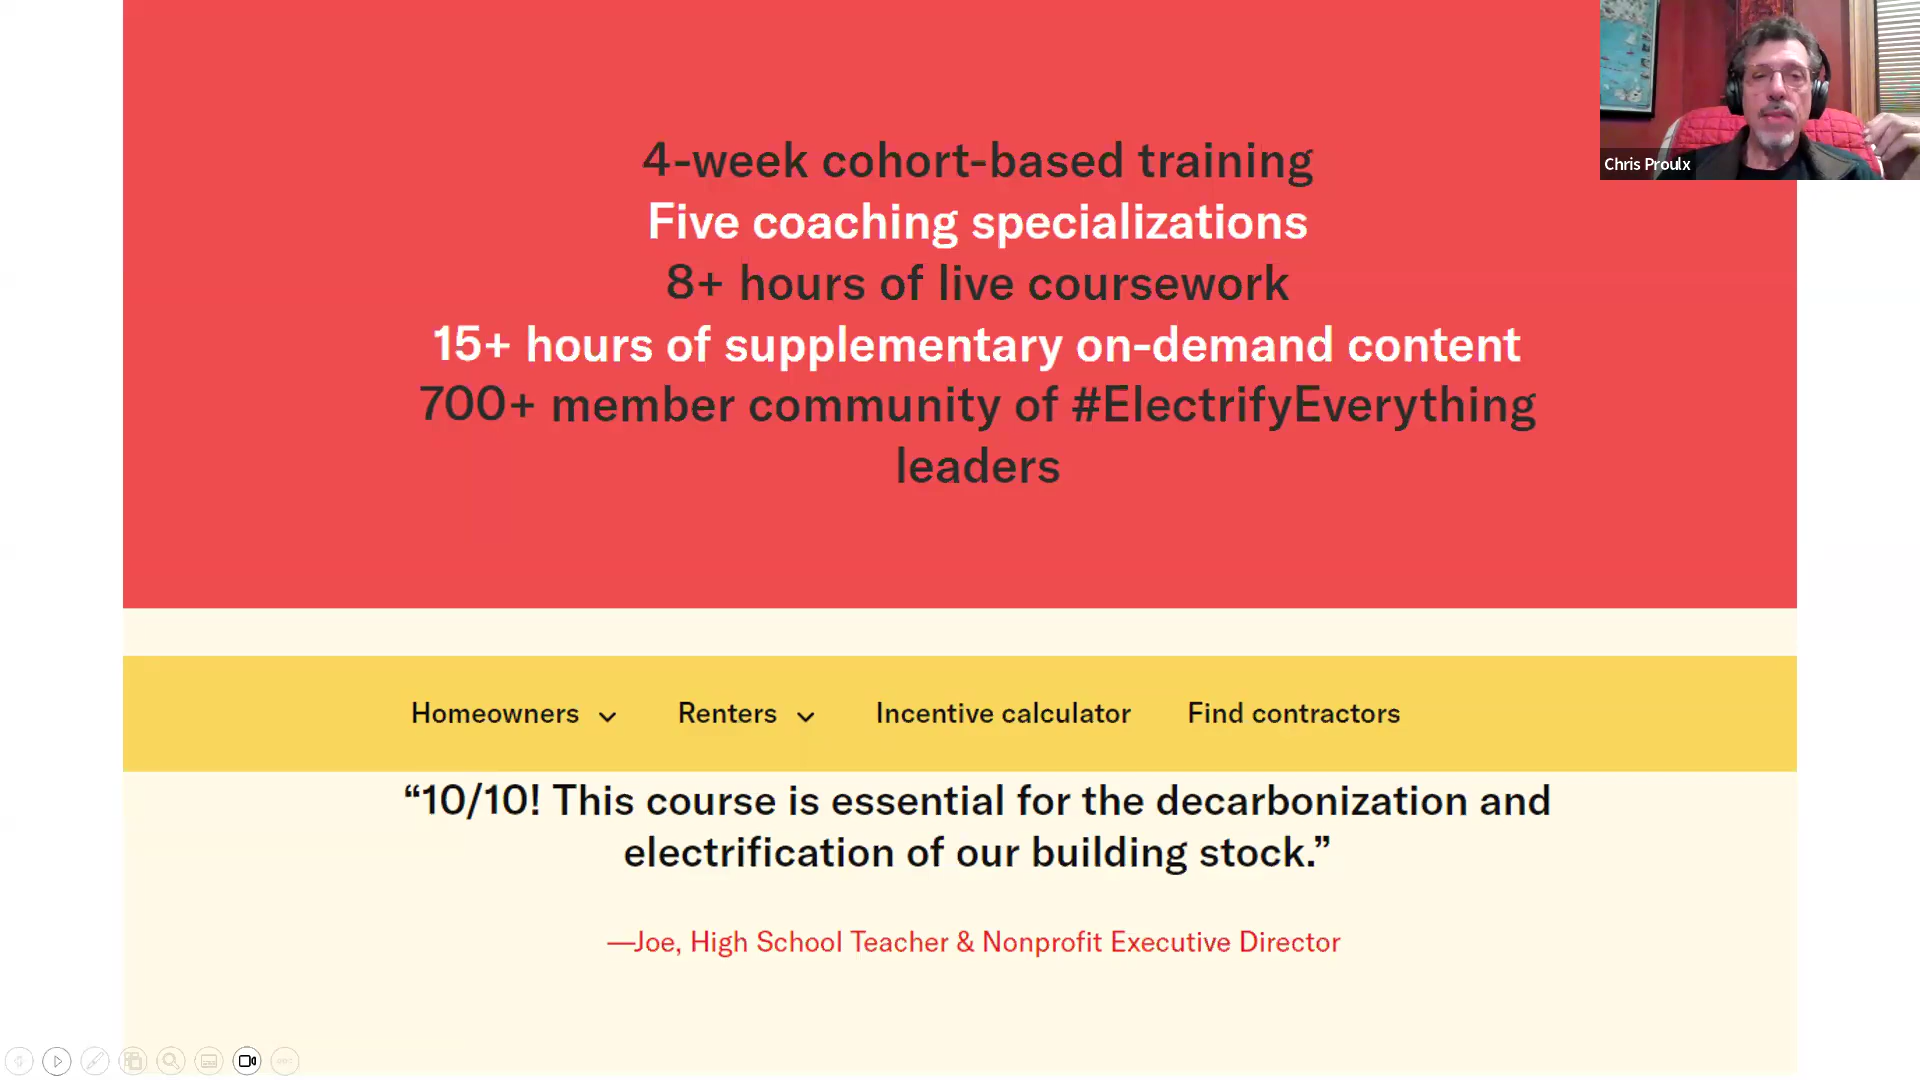 4-week cohort-based training
Five coaching specializations
8+ hours of live coursework
15+ hours of supplementary on-demand content
700+ member community of #ElectrifyEverything
leaders
Chris Proulx
Homeowners Renters Incentive calculator Find contractors
“10/10! This course is essential for the decarbonization and
electrification of our building stock.”
—Joe, High School Teacher & Nonprofit Executive Director